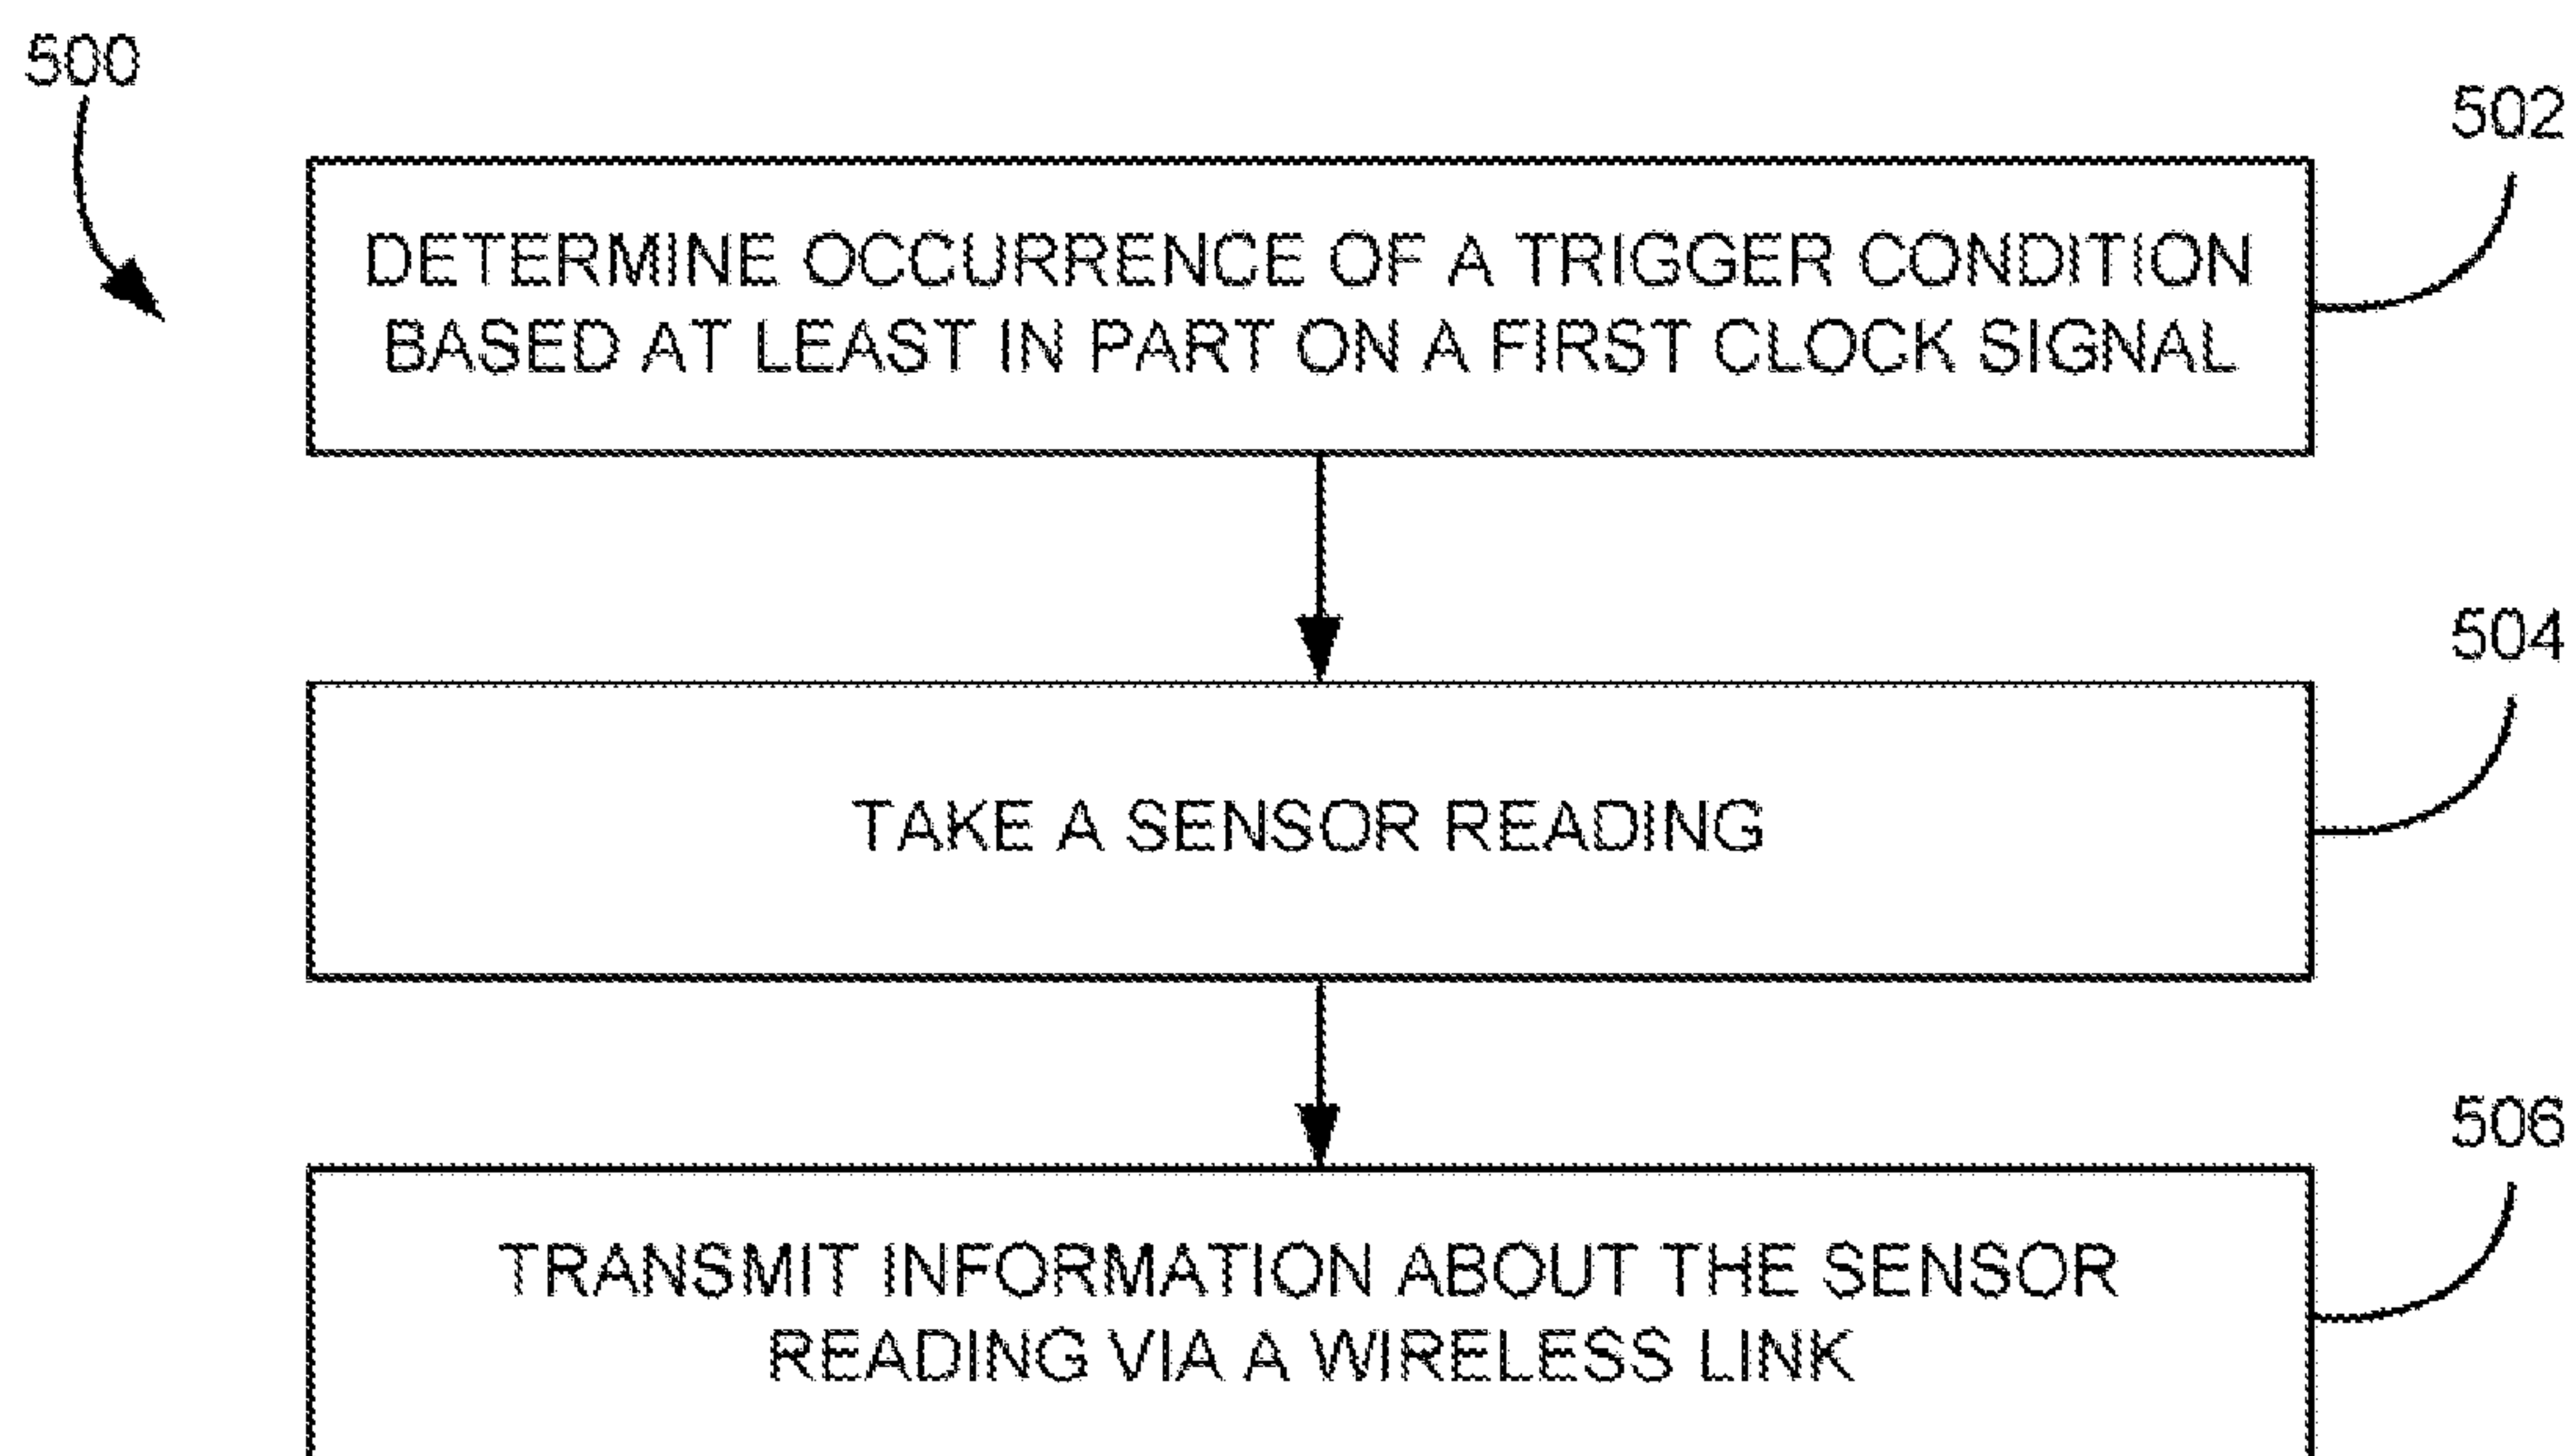 500
502
DETERMINE OCCURRENCE OF A TRIGGER CONDITION
BASED AT LEAST IN PART ON A FIRST CLOCK SIGNAL
504
TAKE A SENSOR READING
506
TRANSMIT INFORMATION ABOUT THE SENSOR
READING VIA A WIRELESS LINK